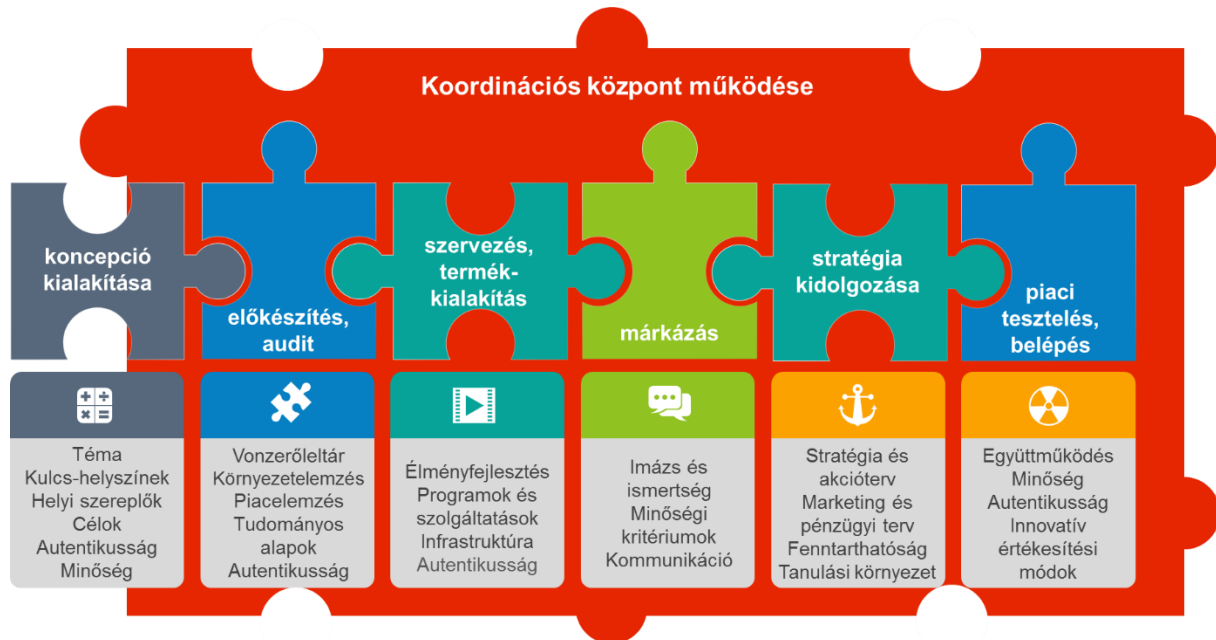 Koordinációs központ működése
koncepció
kialakítása
előkészítés,
audit
szervezés,
termék-
kialakítás
márkázás
stratégia
kidolgozása
piaci
tesztelés,
belépés
Téma
Kulcs-helyszínek
Helyi szereplők
Célok
Autentikusság
Minőség
Vonzerőleltár
Környezetelemzés
Piacelemzés
Tudományos
alapok
Autentikusság
Élményfejlesztés
Programok és
szolgáltatások
Infrastruktúra
Autentikusság
Imázs és
ismertség
Minőségi
kritériumok
Kommunikáció
Stratégia és
akcióterv
Marketing és
pénzügyi terv
Fenntarthatóság
Tanulási környezet
Együttműködés
Minőség
Autentikusság
Innovatív
értékesítési
módok